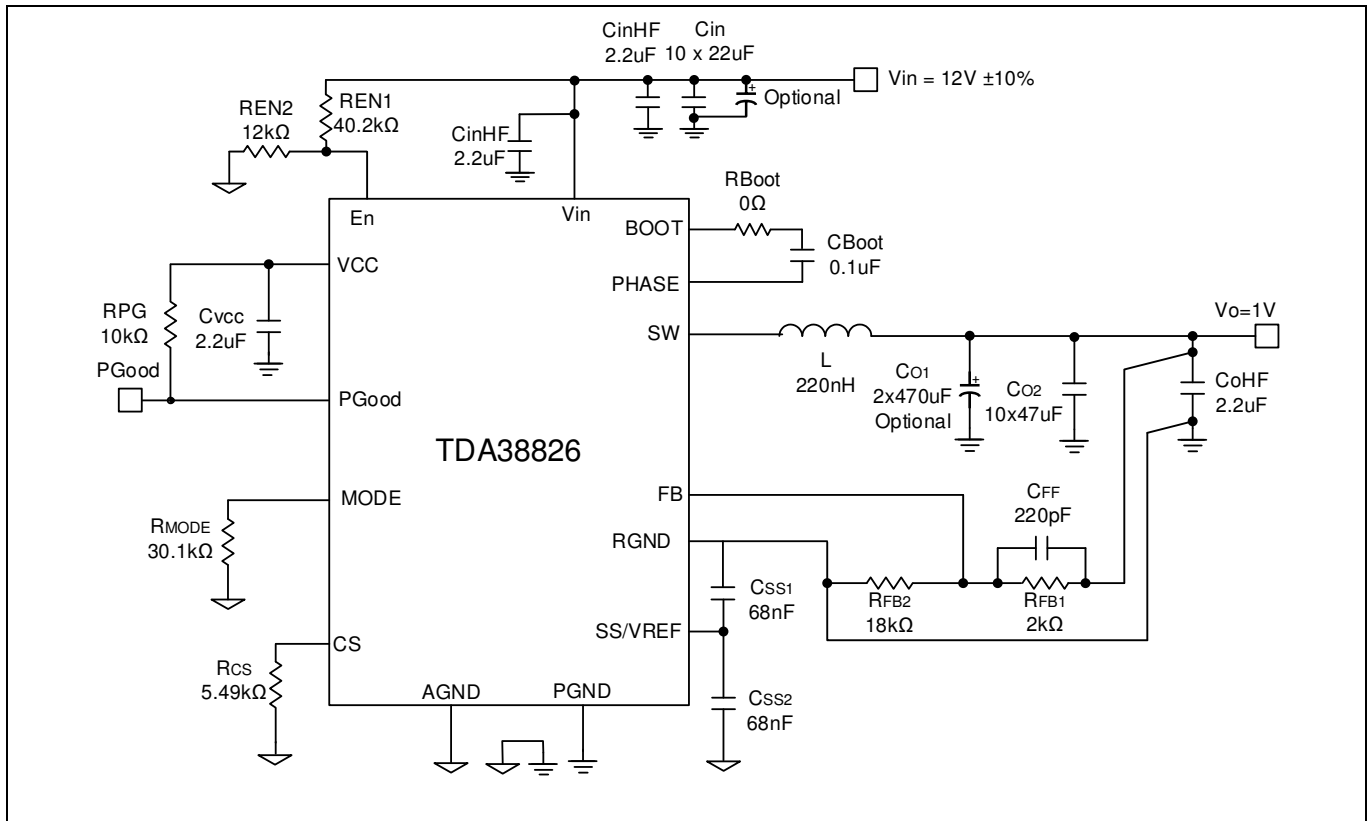 CinHF
2.2uF
Cin
10 x 22uF
Vin = 12V ±10%
Optional
REN2
12kΩ
REN1
40.2kΩ
CinHF
2.2uF
En
Vin
RBoot
0Ω
BOOT
CBoot
0.1uF
PHASE
VCC
RPG
10kΩ
Cvcc
2.2uF
PGood
PGood
SW
L
220nH
Vo=1V
CO1
2x470uF
Optional
CO2
10x47uF
CoHF
2.2uF
TDA38826
MODE
RMODE
30.1kΩ
FB
CFF
220pF
RGND
CSS1
68nF
RFB2
18kΩ
RFB1
2kΩ
SS/VREF
CS
RCS
5.49kΩ
AGND
PGND
CSS2
68nF